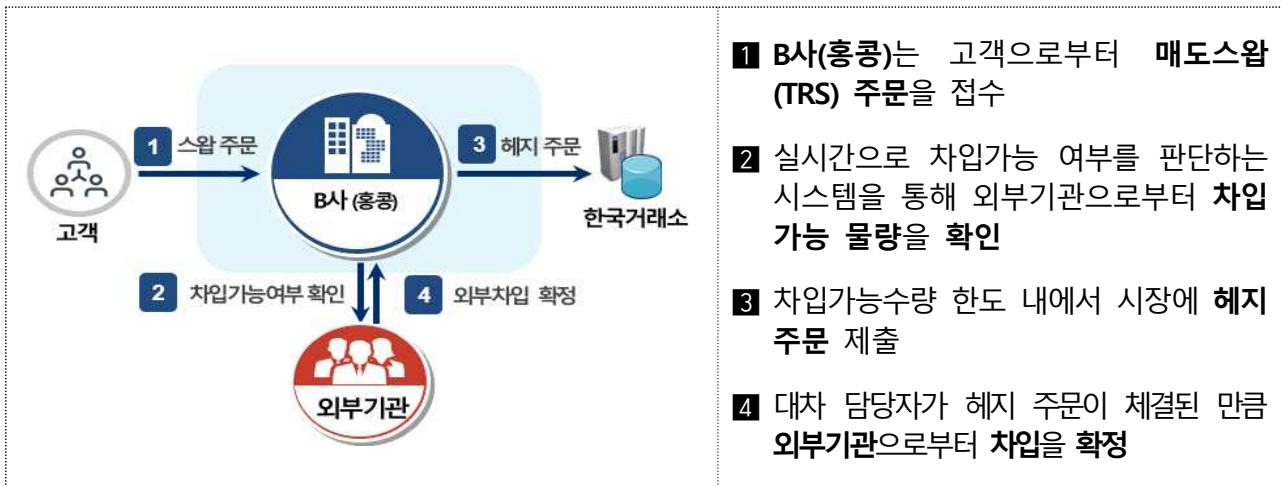 1 스왑 주문
3 헤지 주문
B사 (홍콩)
고객
한국거래소
2 차입가능여부 확인
4 외부차입 확정
외부기관
1 B사(홍콩)는 고객으로부터 매도스왑
(TRS) 주문을 접수
2 실시간으로 차입가능 여부를 판단하는
시스템을 통해 외부기관으로부터 차입
가능 물량을 확인
3 차입가능수량 한도 내에서 시장에 헤지
주문 제출
4 대차 담당자가 헤지 주문이 체결된 만큼
외부기관으로부터 차입을 확정